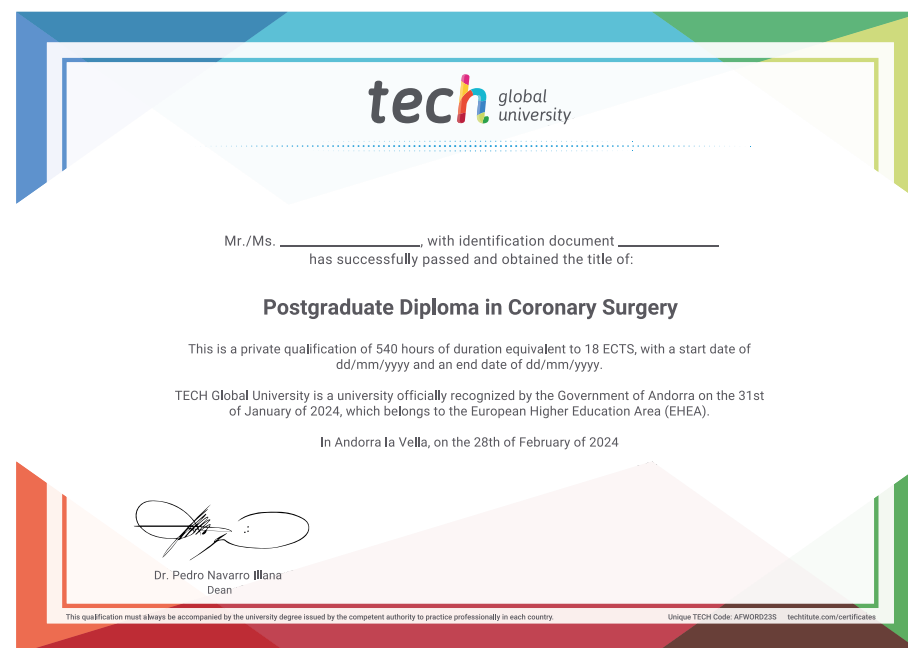 tech global university
Mr./Ms. ____________________, with identification document ______________
has successfully passed and obtained the title of:
Postgraduate Diploma in Coronary Surgery
This is a private qualification of 540 hours of duration equivalent to 18 ECTS, with a start date of
dd/mm/yyyy and an end date of dd/mm/yyyy.
TECH Global University is a university officially recognized by the Government of Andorra on the 31st
of January of 2024, which belongs to the European Higher Education Area (EHEA).
In Andorra la Vella, on the 28th of February of 2024
Dr. Pedro Navarro Illana
Dean
This qualification must always be accompanied by the university degree issued by the competent authority to practice professionally in each country.
Unique TECH Code: AFWORD23S techtitute.com/certificates